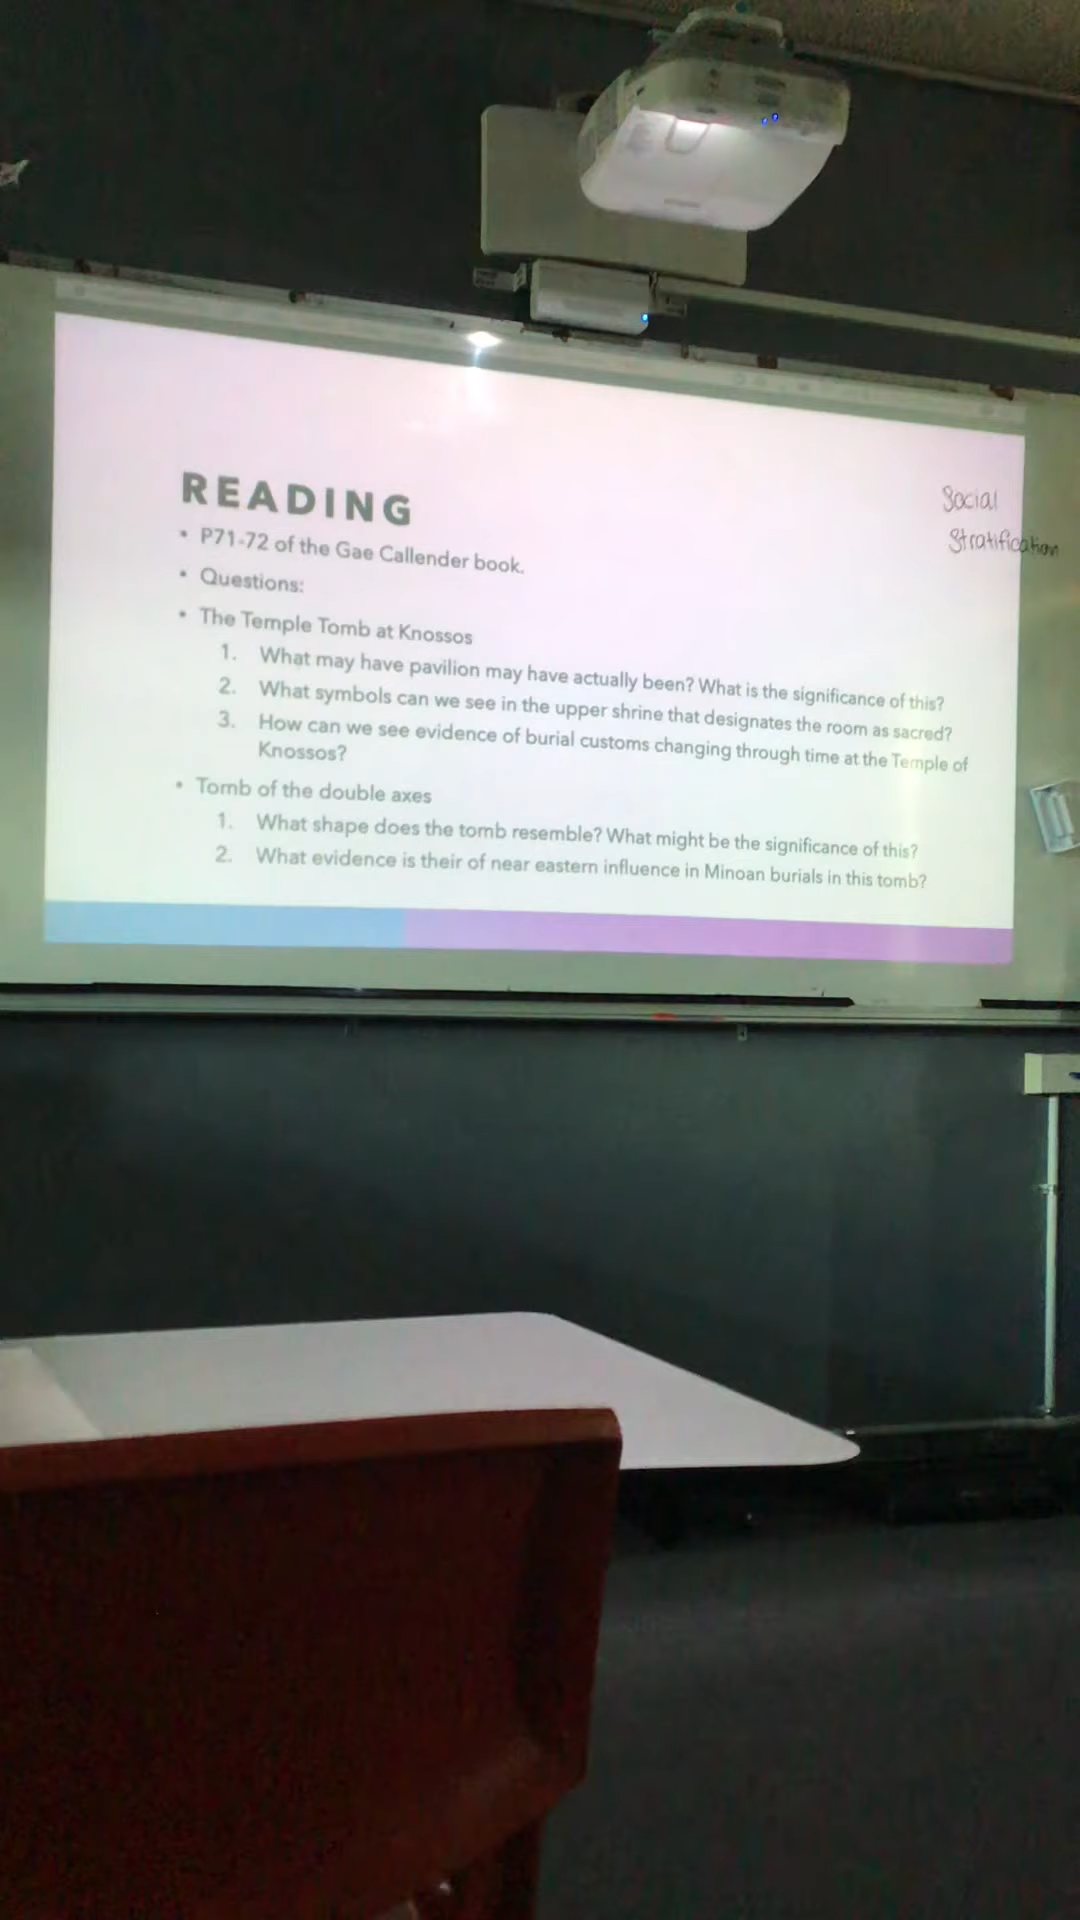 READING
• P71-72 of the Gae Callender book.
• Questions:
• The Temple Tomb at Knossos
1. What may have pavilion may have actually been? What is the significance of this?
2. What symbols can we see in the upper shrine that designates the room as sacred?
3. How can we see evidence of burial customs changing through time at the Temple of
Knossos?
• Tomb of the double axes
1. What shape does the tomb resemble? What might be the significance of this?
2. What evidence is their of near eastern influence in Minoan burials in this tomb?
Social
Stratification